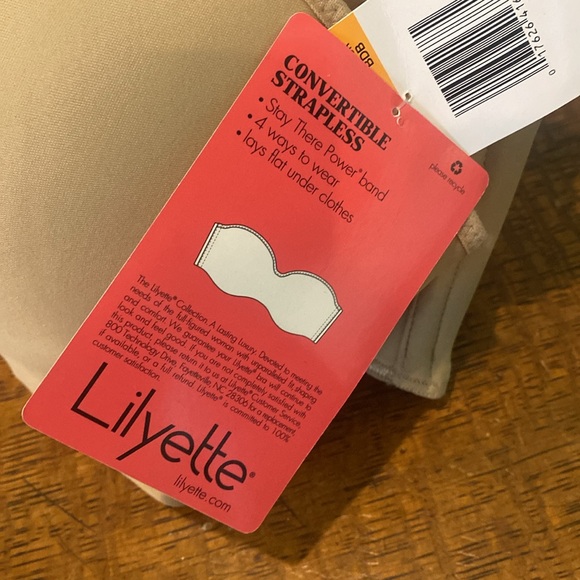 CONVERTIBLE
STRAPLESS
• Stay There Power® band
• 4 ways to wear
• lays flat under clothes
please recycle
The Lilyette® Collection. A Lasting Luxury. Devoted to meeting the
needs of the full-figured woman with unparalleled fit, shaping
and comfort. We guarantee your Lilyette® bra will continue to
look and feel good. If you are not completely satisfied with
this product, please return it to us at Lilyette® Customer Service,
800 Technology Drive, Fayetteville, NC 28306 for a replacement,
if available, or a full refund. Lilyette® is committed to 100%
customer satisfaction.
Lilyette®
lilyette.com